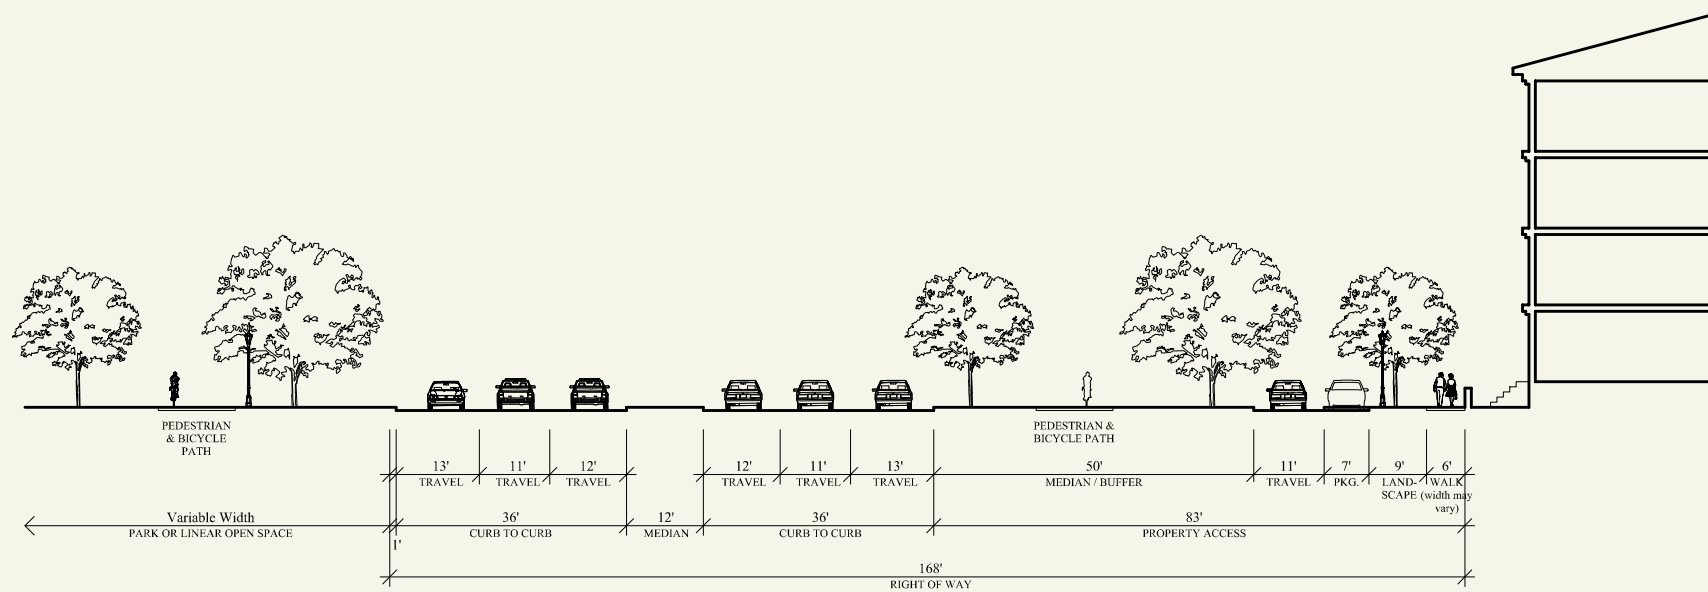 PEDESTRIAN
& BICYCLE
PATH
PEDESTRIAN &
BICYCLE PATH
13' 11' 12' 12' 11' 13' 50' 11' 7' 9' 6'
TRAVEL TRAVEL TRAVEL TRAVEL TRAVEL TRAVEL MEDIAN / BUFFER TRAVEL PKG. LAND- WALK
SCAPE (width may
vary)
Variable Width 36' 12' 36' 83'
PARK OR LINEAR OPEN SPACE CURB TO CURB MEDIAN CURB TO CURB PROPERTY ACCESS
1'
168'
RIGHT OF WAY